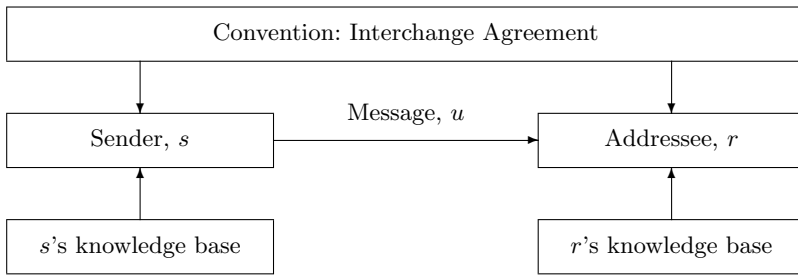 Convention: Interchange Agreement
Message, u
Sender, s
Addressee, r
s's knowledge base
r's knowledge base